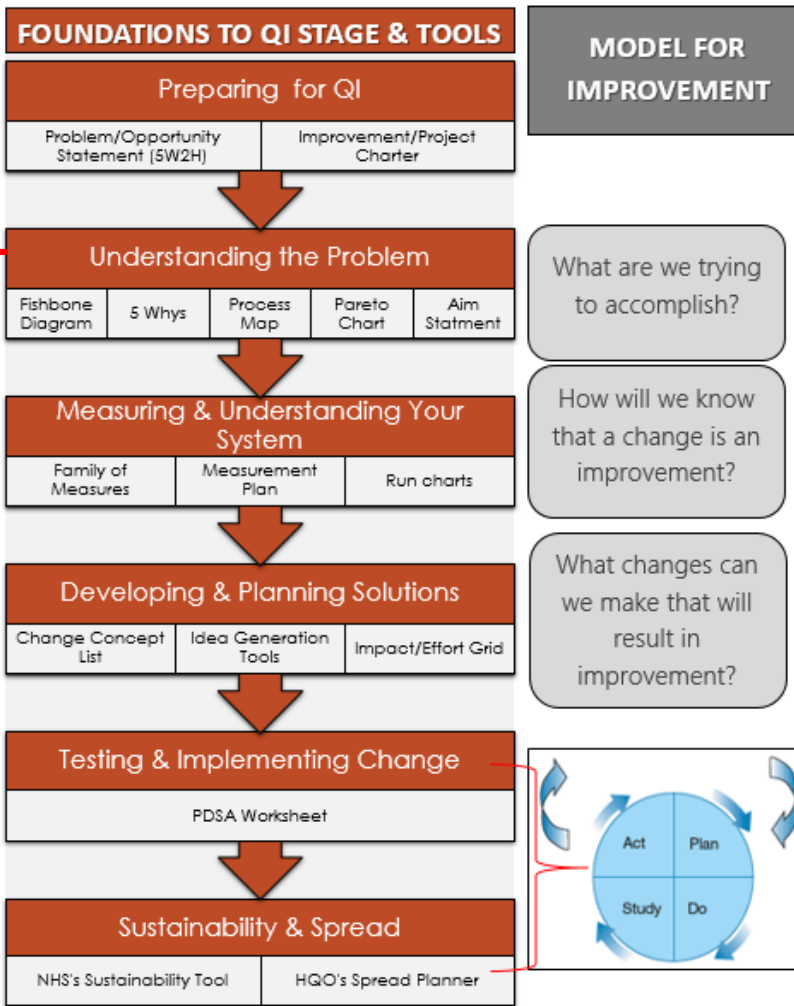 FOUNDATIONS TO QI STAGE & TOOLS
Preparing for QI
Problem/Opportunity
Statement (5W2H)
Improvement/Project
Charter
Understanding the Problem
Fishbone
Diagram
5 Whys
Process
Map
Pareto
Chart
Aim
Statment
Measuring & Understanding Your
System
Family of
Measures
Measurement
Plan
Run charts
Developing & Planning Solutions
Change Concept
List
Idea Generation
Tools
Impact/Effort Grid
Testing & Implementing Change
PDSA Worksheet
Sustainability & Spread
NHS's Sustainability Tool
HQO's Spread Planner
MODEL FOR
IMPROVEMENT
What are we trying
to accomplish?
How will we know
that a change is an
improvement?
What changes can
we make that will
result in
improvement?
Act
Plan
Study
Do